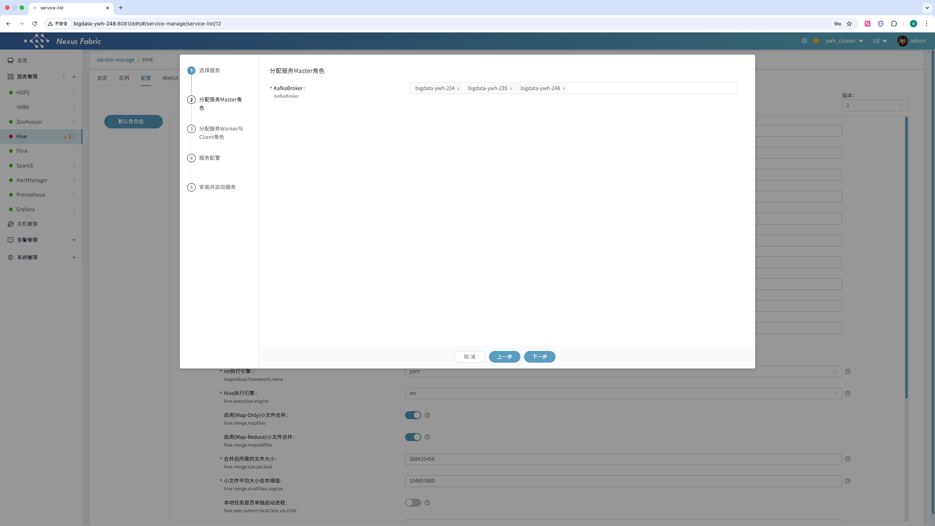 service-list
不安全
bigdata-ywh-248:8081/ddh/#/service-manage/service-list/12
Nexus Fabric
ywh_cluster
US
admin
总览
服务管理
HDFS
YARN
ZooKeeper
Hive
1
Flink
Spark3
AlertManager
Prometheus
Grafana
主机管理
告警管理
系统管理
service-manage / HIVE
总览
实例
配置
WebUI
默认角色组
版本:
1
1
选择服务
2
分配服务Master角
色
3
分配服务Worker与
Client角色
4
服务配置
5
安装并启动服务
分配服务Master角色
* KafkaBroker :
KafkaBroker
bigdata-ywh-234 ×
bigdata-ywh-235 ×
bigdata-ywh-248 ×
取 消
上一步
下一步
* mr执行引擎:
mapreduce.framework.name
yarn
* Hive执行引擎:
hive.execution.engine
mr
启用(Map-Only)小文件合并:
hive.merge.mapfiles
启用(Map-Reduce)小文件合并:
hive.merge.mapredfiles
* 合并后所需的文件大小:
hive.merge.size.per.task
268435456
* 小文件平均大小合并阈值:
hive.merge.smallfiles.avgsize
104857600
本地任务是否单独启动进程:
hive.exec.submit.local.task.via.child